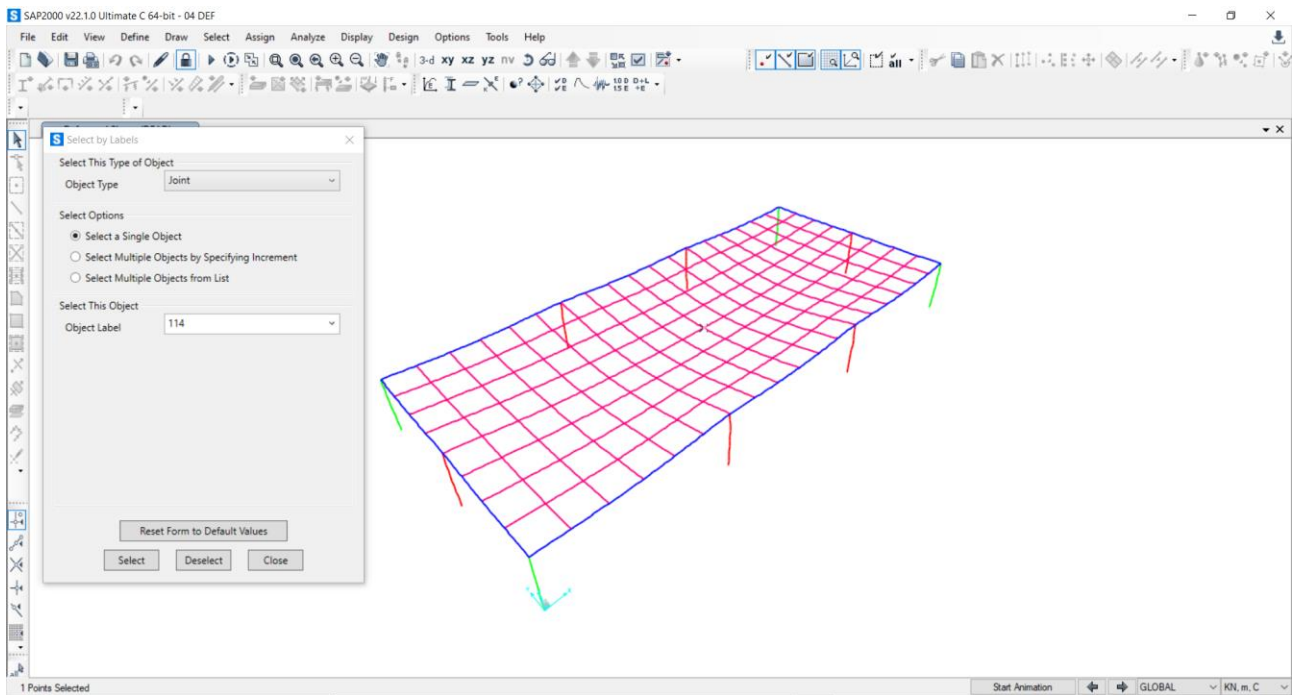 SAP2000 v22.1.0 Ultimate C 64-bit - 04 DEF
File Edit View Define Draw Select Assign Analyze Display Design Options Tools Help
3-d xy xz yz nv
all
Select by Labels
Select This Type of Object
Object Type Joint
Select Options
Select a Single Object
Select Multiple Objects by Specifying Increment
Select Multiple Objects from List
Select This Object
Object Label 114
Reset Form to Default Values
Select Deselect Close
1 Points Selected Start Animation GLOBAL KN, m, C